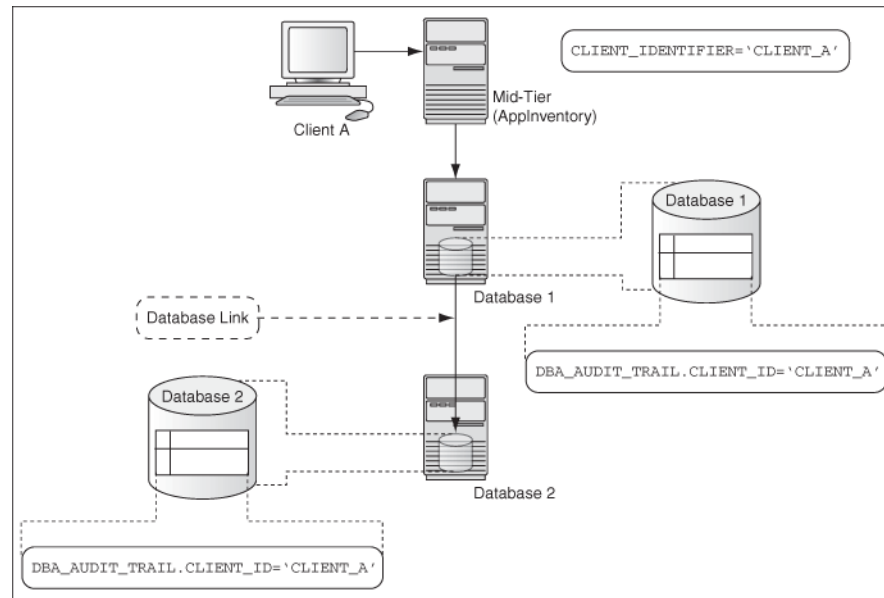 CLIENT_IDENTIFIER=‘CLIENT_A’
Mid-Tier
(AppInventory)
Client A
Database 1
Database 1
Database Link
DBA_AUDIT_TRAIL.CLIENT_ID=‘CLIENT_A’
Database 2
Database 2
DBA_AUDIT_TRAIL.CLIENT_ID=‘CLIENT_A’